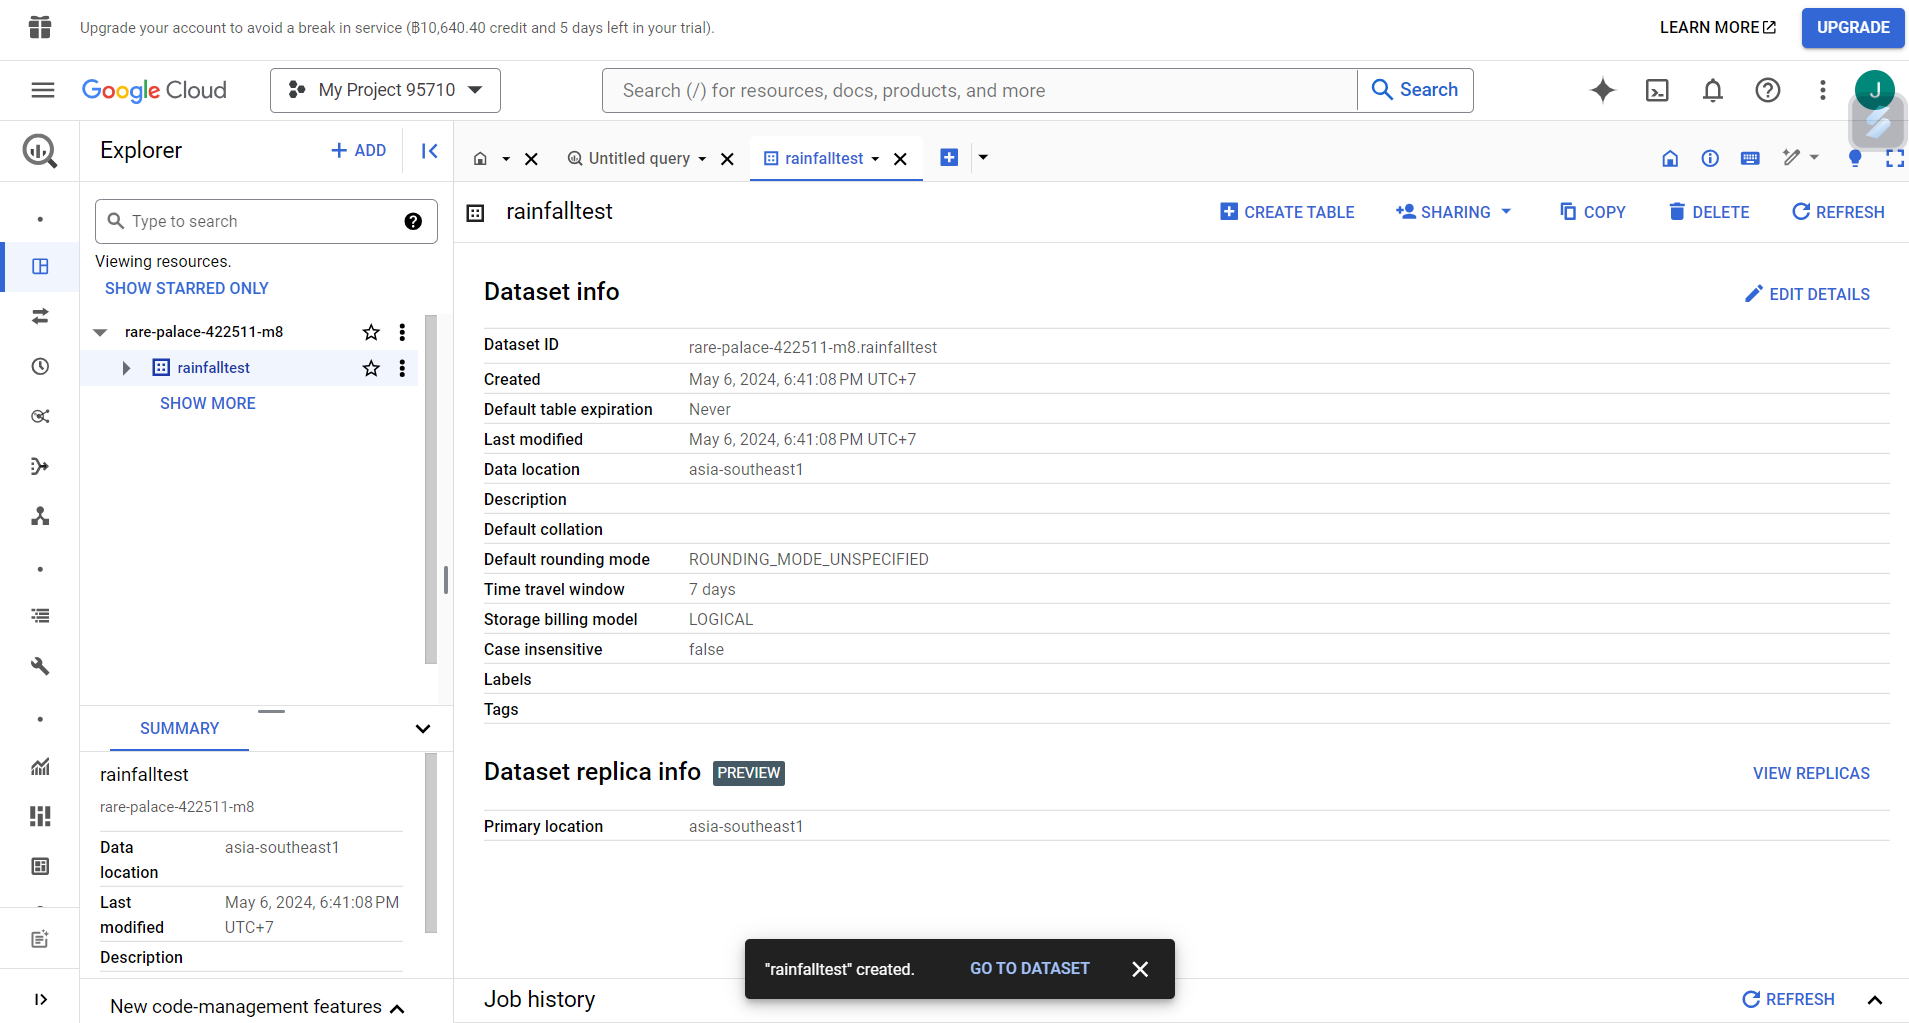 Upgrade your account to avoid a break in service (฿10,640.40 credit and 5 days left in your trial).
LEARN MORE
UPGRADE
Google Cloud
My Project 95710
Search (/) for resources, docs, products, and more
Search
J
Explorer
+ ADD
Untitled query
rainfalltest
Type to search
Viewing resources.
SHOW STARRED ONLY
rare-palace-422511-m8
rainfalltest
SHOW MORE
SUMMARY
rainfalltest
rare-palace-422511-m8
Data
location
asia-southeast1
Last
modified
May 6, 2024, 6:41:08 PM
UTC+7
Description
New code-management features
rainfalltest
CREATE TABLE
SHARING
COPY
DELETE
REFRESH
Dataset info
EDIT DETAILS
Dataset ID rare-palace-422511-m8.rainfalltest
Created May 6, 2024, 6:41:08 PM UTC+7
Default table expiration Never
Last modified May 6, 2024, 6:41:08 PM UTC+7
Data location asia-southeast1
Description
Default collation
Default rounding mode ROUNDING_MODE_UNSPECIFIED
Time travel window 7 days
Storage billing model LOGICAL
Case insensitive false
Labels
Tags
Dataset replica info PREVIEW
VIEW REPLICAS
Primary location asia-southeast1
"rainfalltest" created.
GO TO DATASET
Job history
REFRESH